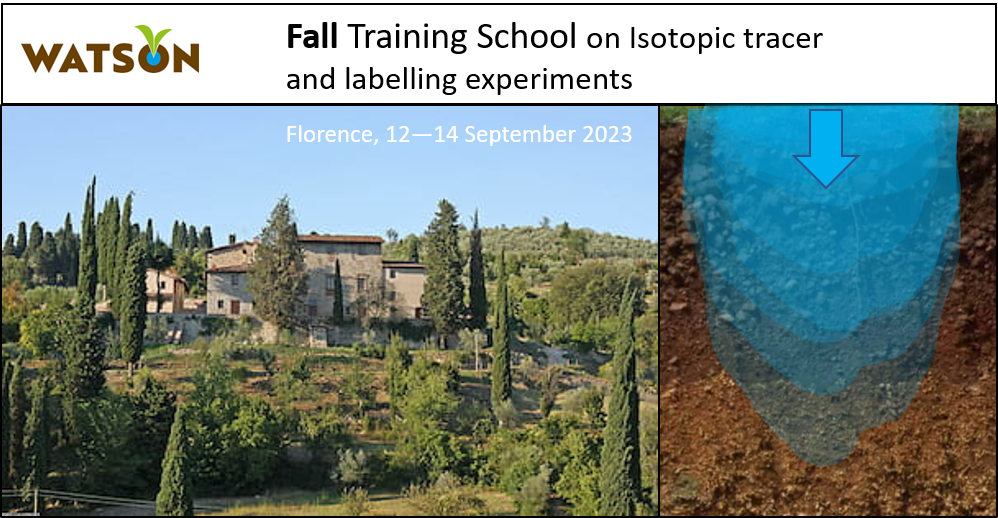 WATSON
Fall Training School on Isotopic tracer
and labelling experiments
Florence, 12—14 September 2023